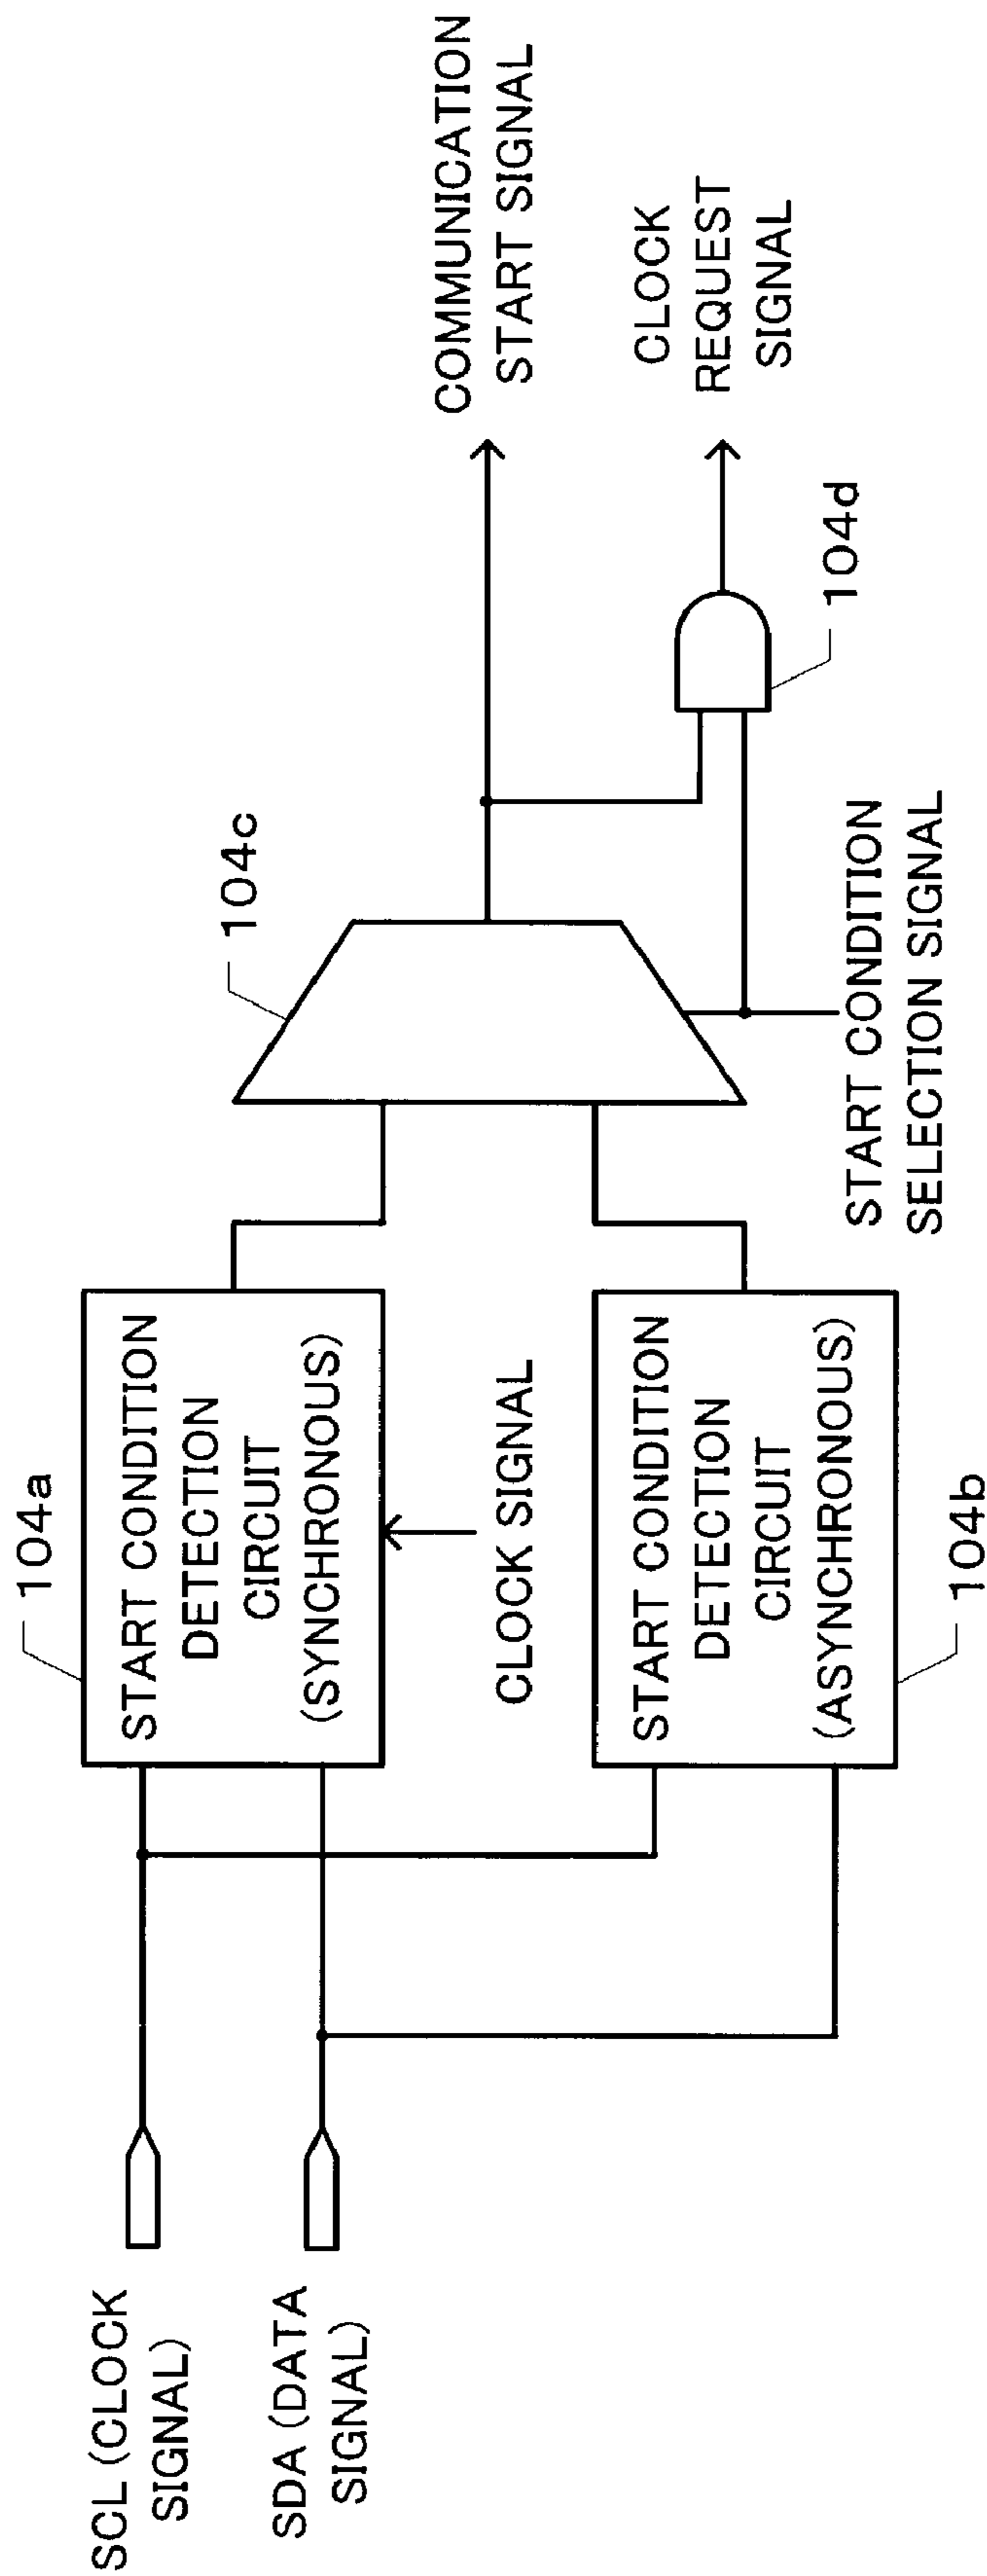 SCL (CLOCK
SIGNAL)
SDA (DATA
SIGNAL)
104a
START CONDITION
DETECTION
CIRCUIT
(SYNCHRONOUS)
CLOCK SIGNAL
START CONDITION
DETECTION
CIRCUIT
(ASYNCHRONOUS)
104b
104c
START CONDITION
SELECTION SIGNAL
104d
COMMUNICATION
START SIGNAL
CLOCK
REQUEST
SIGNAL